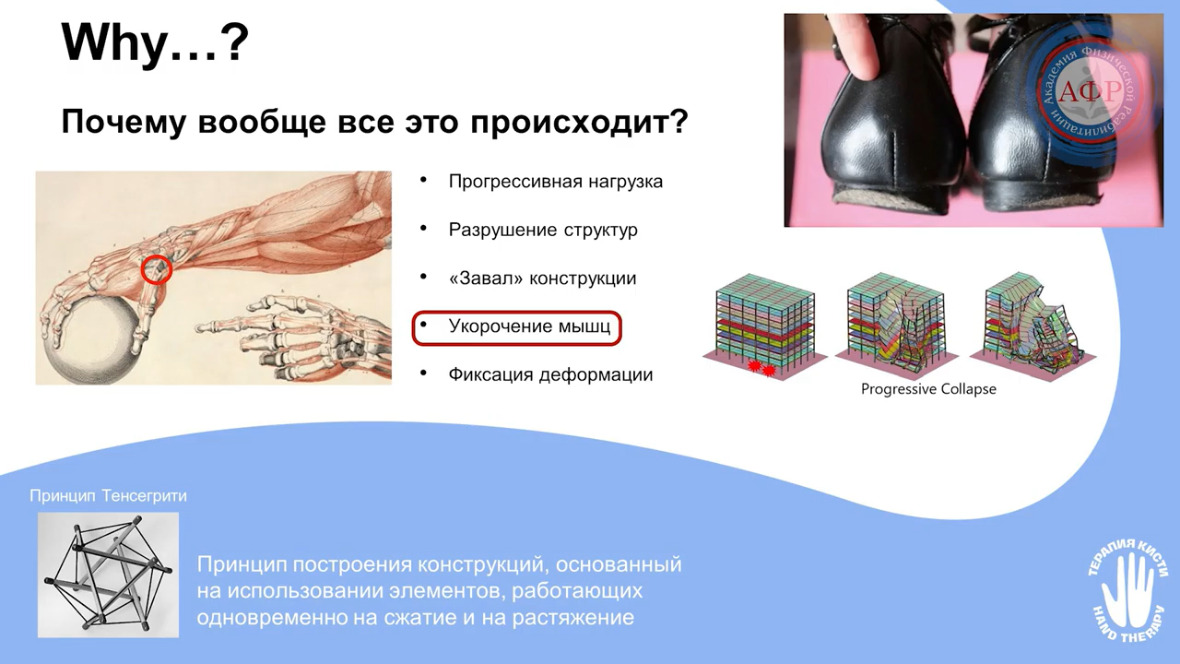 Why…?
Почему вообще все это происходит?
Академия Физической Реабилитации
АФР
• Прогрессивная нагрузка
• Разрушение структур
• «Завал» конструкции
• Укорочение мышц
• Фиксация деформации
Progressive Collapse
Принцип Тенсегрити
Принцип построения конструкций, основанный
на использовании элементов, работающих
одновременно на сжатие и на растяжение
ТЕРАПИЯ КИСТИ
HAND THERAPY